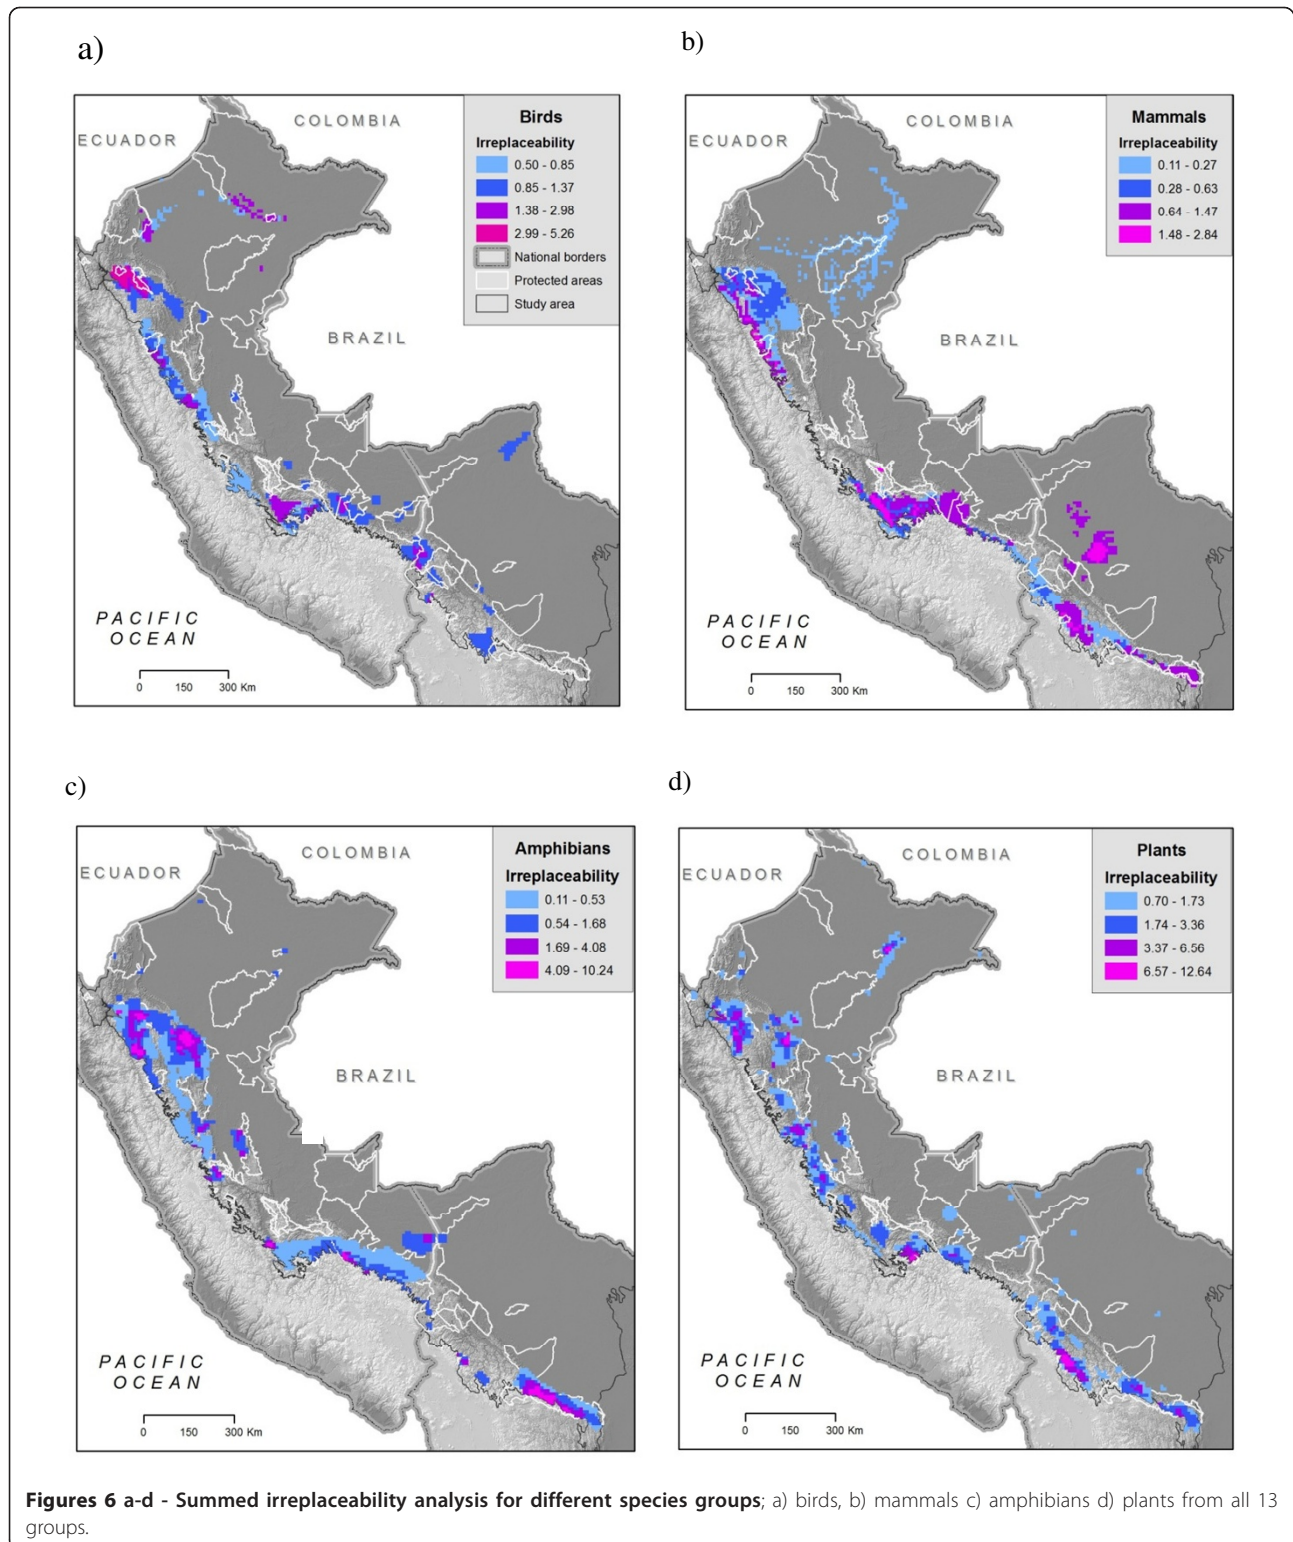 a)
Birds
Irreplaceability
0.50 - 0.85
0.85 - 1.37
1.38 - 2.98
2.99 - 5.26
National borders
Protected areas
Study area
ECUADOR
COLOMBIA
BRAZIL
PACIFIC
OCEAN
0 150 300 Km
b)
Mammals
Irreplaceability
0.11 - 0.27
0.28 - 0.63
0.64 - 1.47
1.48 - 2.84
ECUADOR
COLOMBIA
BRAZIL
PACIFIC
OCEAN
0 150 300 Km
c)
Amphibians
Irreplaceability
0.11 - 0.53
0.54 - 1.68
1.69 - 4.08
4.09 - 10.24
ECUADOR
COLOMBIA
BRAZIL
PACIFIC
OCEAN
0 150 300 Km
d)
Plants
Irreplaceability
0.70 - 1.73
1.74 - 3.36
3.37 - 6.56
6.57 - 12.64
ECUADOR
COLOMBIA
BRAZIL
PACIFIC
OCEAN
0 150 300 Km
Figures 6 a-d - Summed irreplaceability analysis for different species groups; a) birds, b) mammals c) amphibians d) plants from all 13
groups.